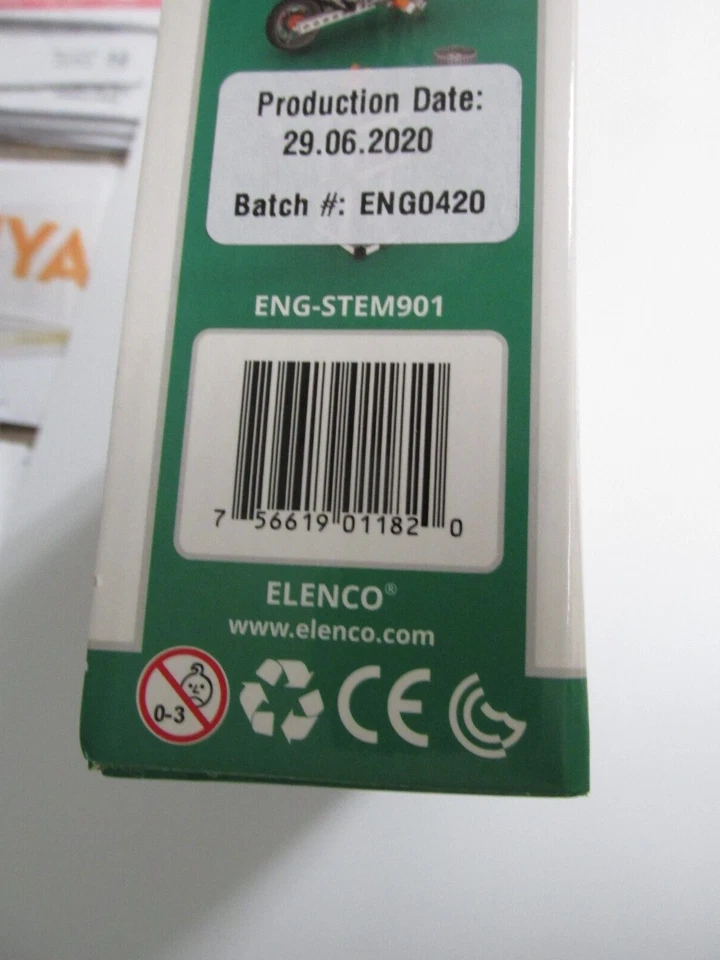 Production Date:
29.06.2020
Batch #: ENG0420
ENG-STEM901
7 56619 01182 0
ELENCO®
www.elenco.com
0-3
CE
YA